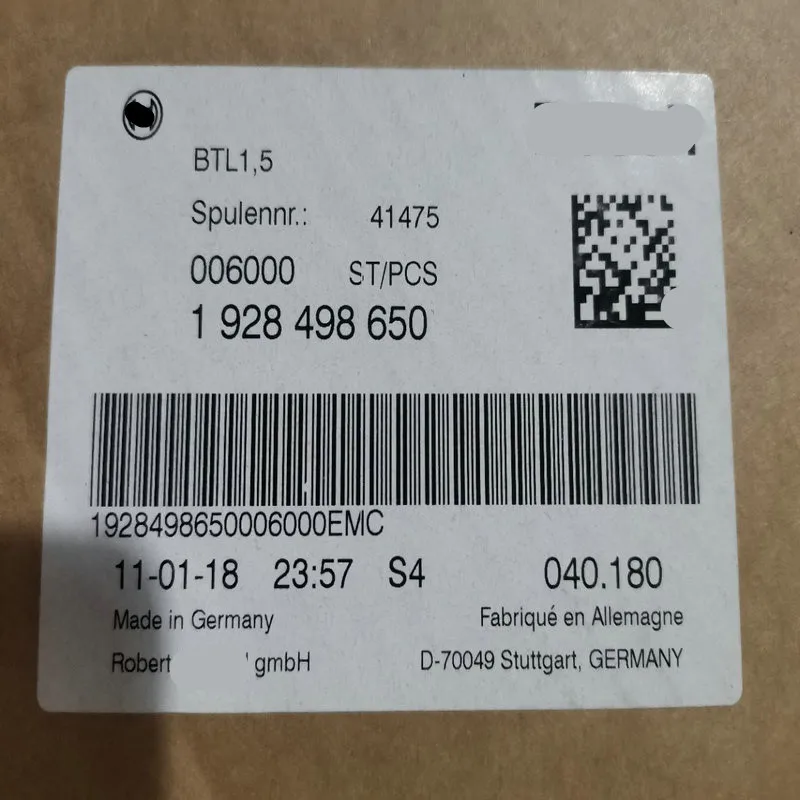 BTL1,5
Spulennr.: 41475
006000 ST/PCS
1 928 498 650
1928498650006000EMC
11-01-18 23:57 S4 040.180
Made in Germany Fabriqué en Allemagne
Robert gmbH D-70049 Stuttgart, GERMANY